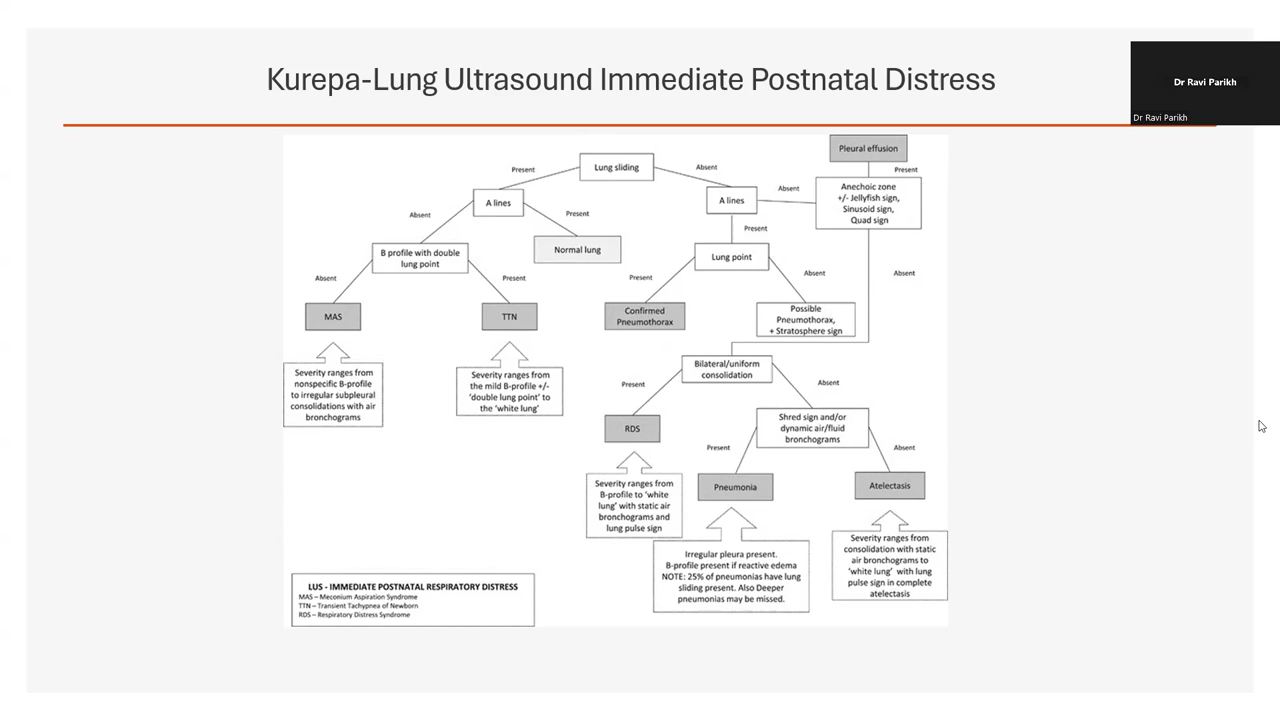 Kurepa-Lung Ultrasound Immediate Postnatal Distress
Dr Ravi Parikh
Dr Ravi Parikh
Pleural effusion
Present
Lung sliding
Present
Absent
A lines
Absent
Present
A lines
Absent
Present
Anechoic zone
+/- Jellyfish sign,
Sinusoid sign,
Quad sign
Absent
Normal lung
B profile with double
lung point
Absent
Present
Lung point
Present
Absent
MAS
TTN
Confirmed
Pneumothorax
Possible
Pneumothorax,
+ Stratosphere sign
Severity ranges from
nonspecific B-profile
to irregular subpleural
consolidations with air
bronchograms
Severity ranges from
the mild B-profile +/-
'double lung point' to
the 'white lung'
Bilateral/uniform
consolidation
Present
Absent
RDS
Shred sign and/or
dynamic air/fluid
bronchograms
Present
Absent
Severity ranges from
B-profile to 'white
lung' with static air
bronchograms and
lung pulse sign
Pneumonia
Atelectasis
Irregular pleura present.
B-profile present if reactive edema
NOTE: 25% of pneumonias have lung
sliding present. Also Deeper
pneumonias may be missed.
Severity ranges from
consolidation with static
air bronchograms to
'white lung' with lung
pulse sign in complete
atelectasis
LUS - IMMEDIATE POSTNATAL RESPIRATORY DISTRESS
MAS – Meconium Aspiration Syndrome
TTN – Transient Tachypnea of Newborn
RDS – Respiratory Distress Syndrome